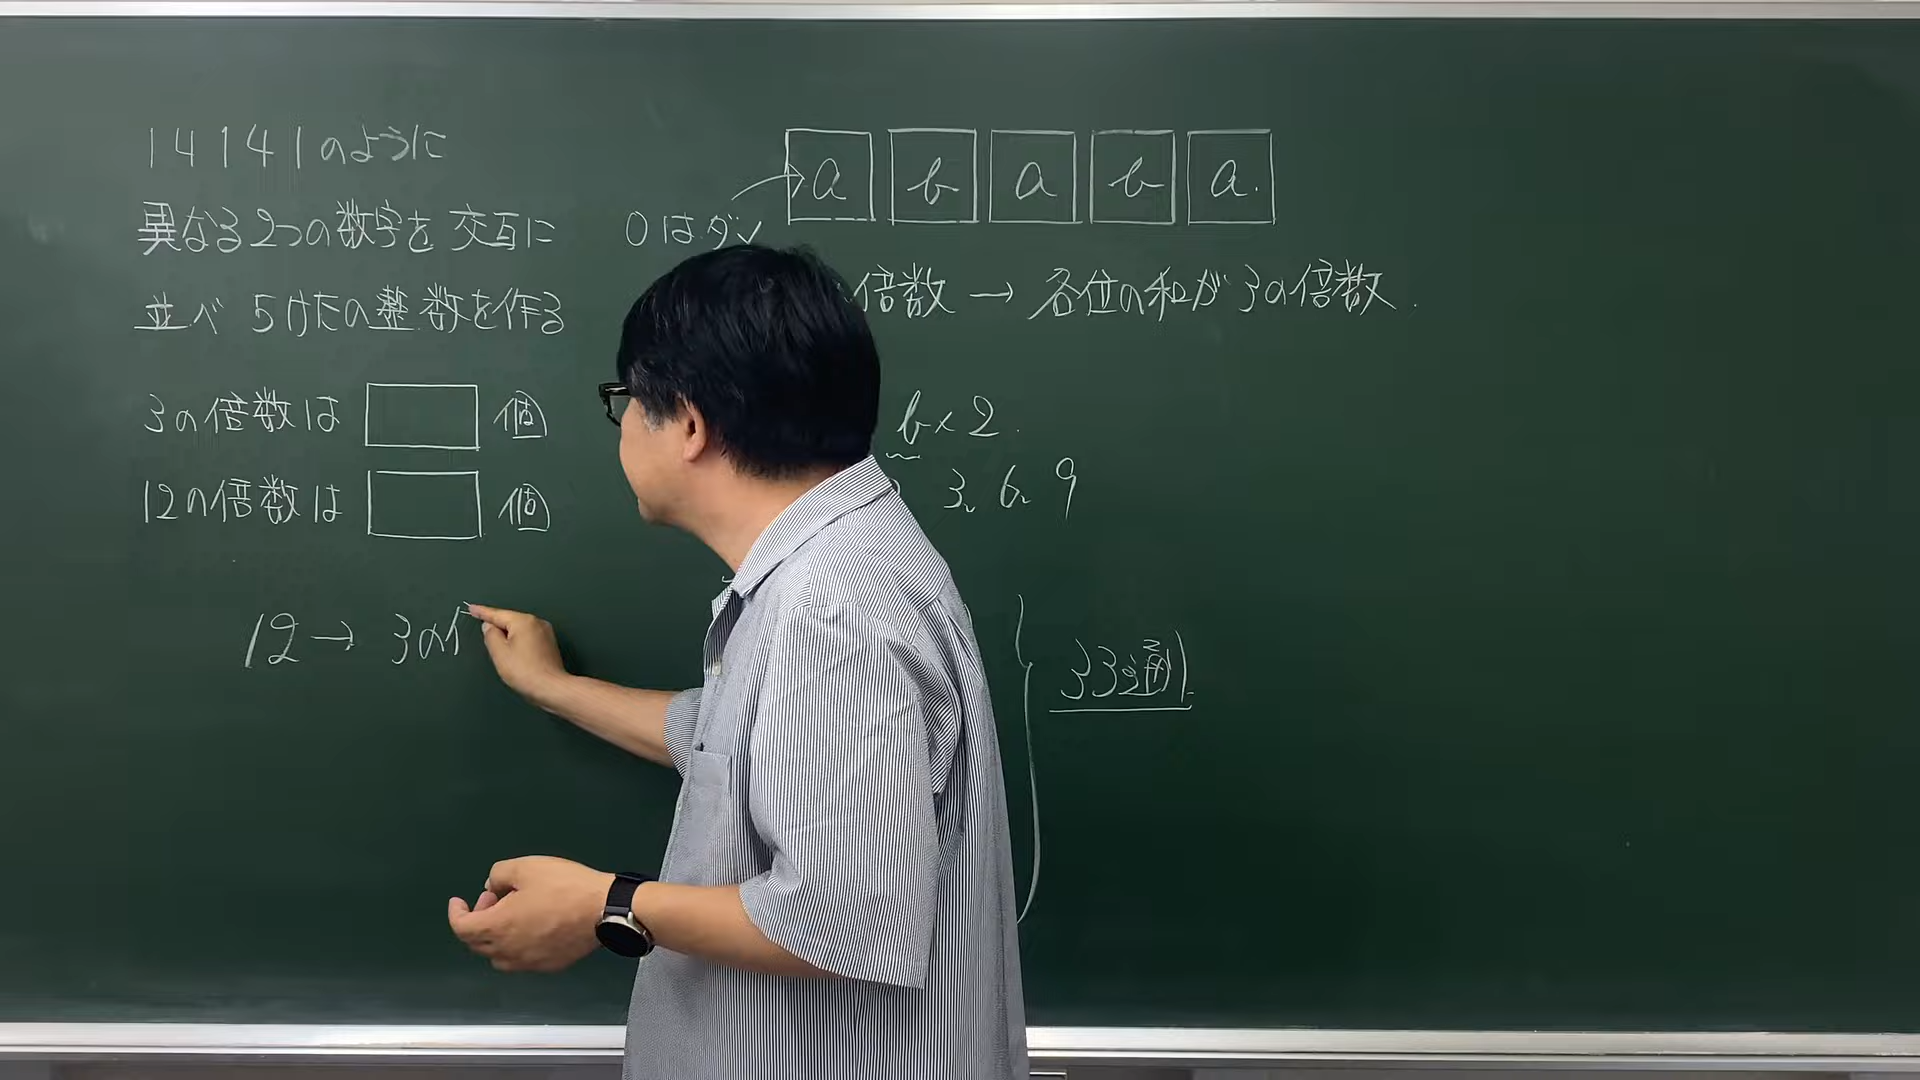 14141のように
異なる2つの数字を交互に
並べ 5けたの整数を作る
3の倍数は 個
12の倍数は 個
12→ 3の
a b a b a.
0はダメ
倍数→各位の和が3の倍数.
b×2.
3, 6, 9
33通り